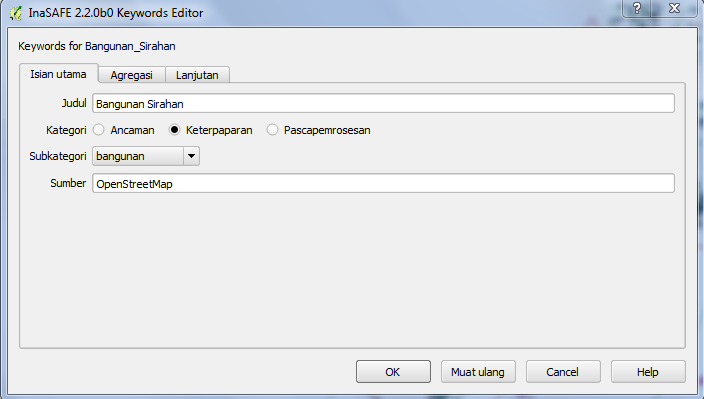 InaSAFE 2.2.0b0 Keywords Editor
Keywords for Bangunan_Sirahan
Isian utama Agregasi Lanjutan
Judul Bangunan Sirahan
Kategori Ancaman Keterpaparan Pascapemrosesan
Subkategori bangunan
Sumber OpenStreetMap
OK Muat ulang Cancel Help